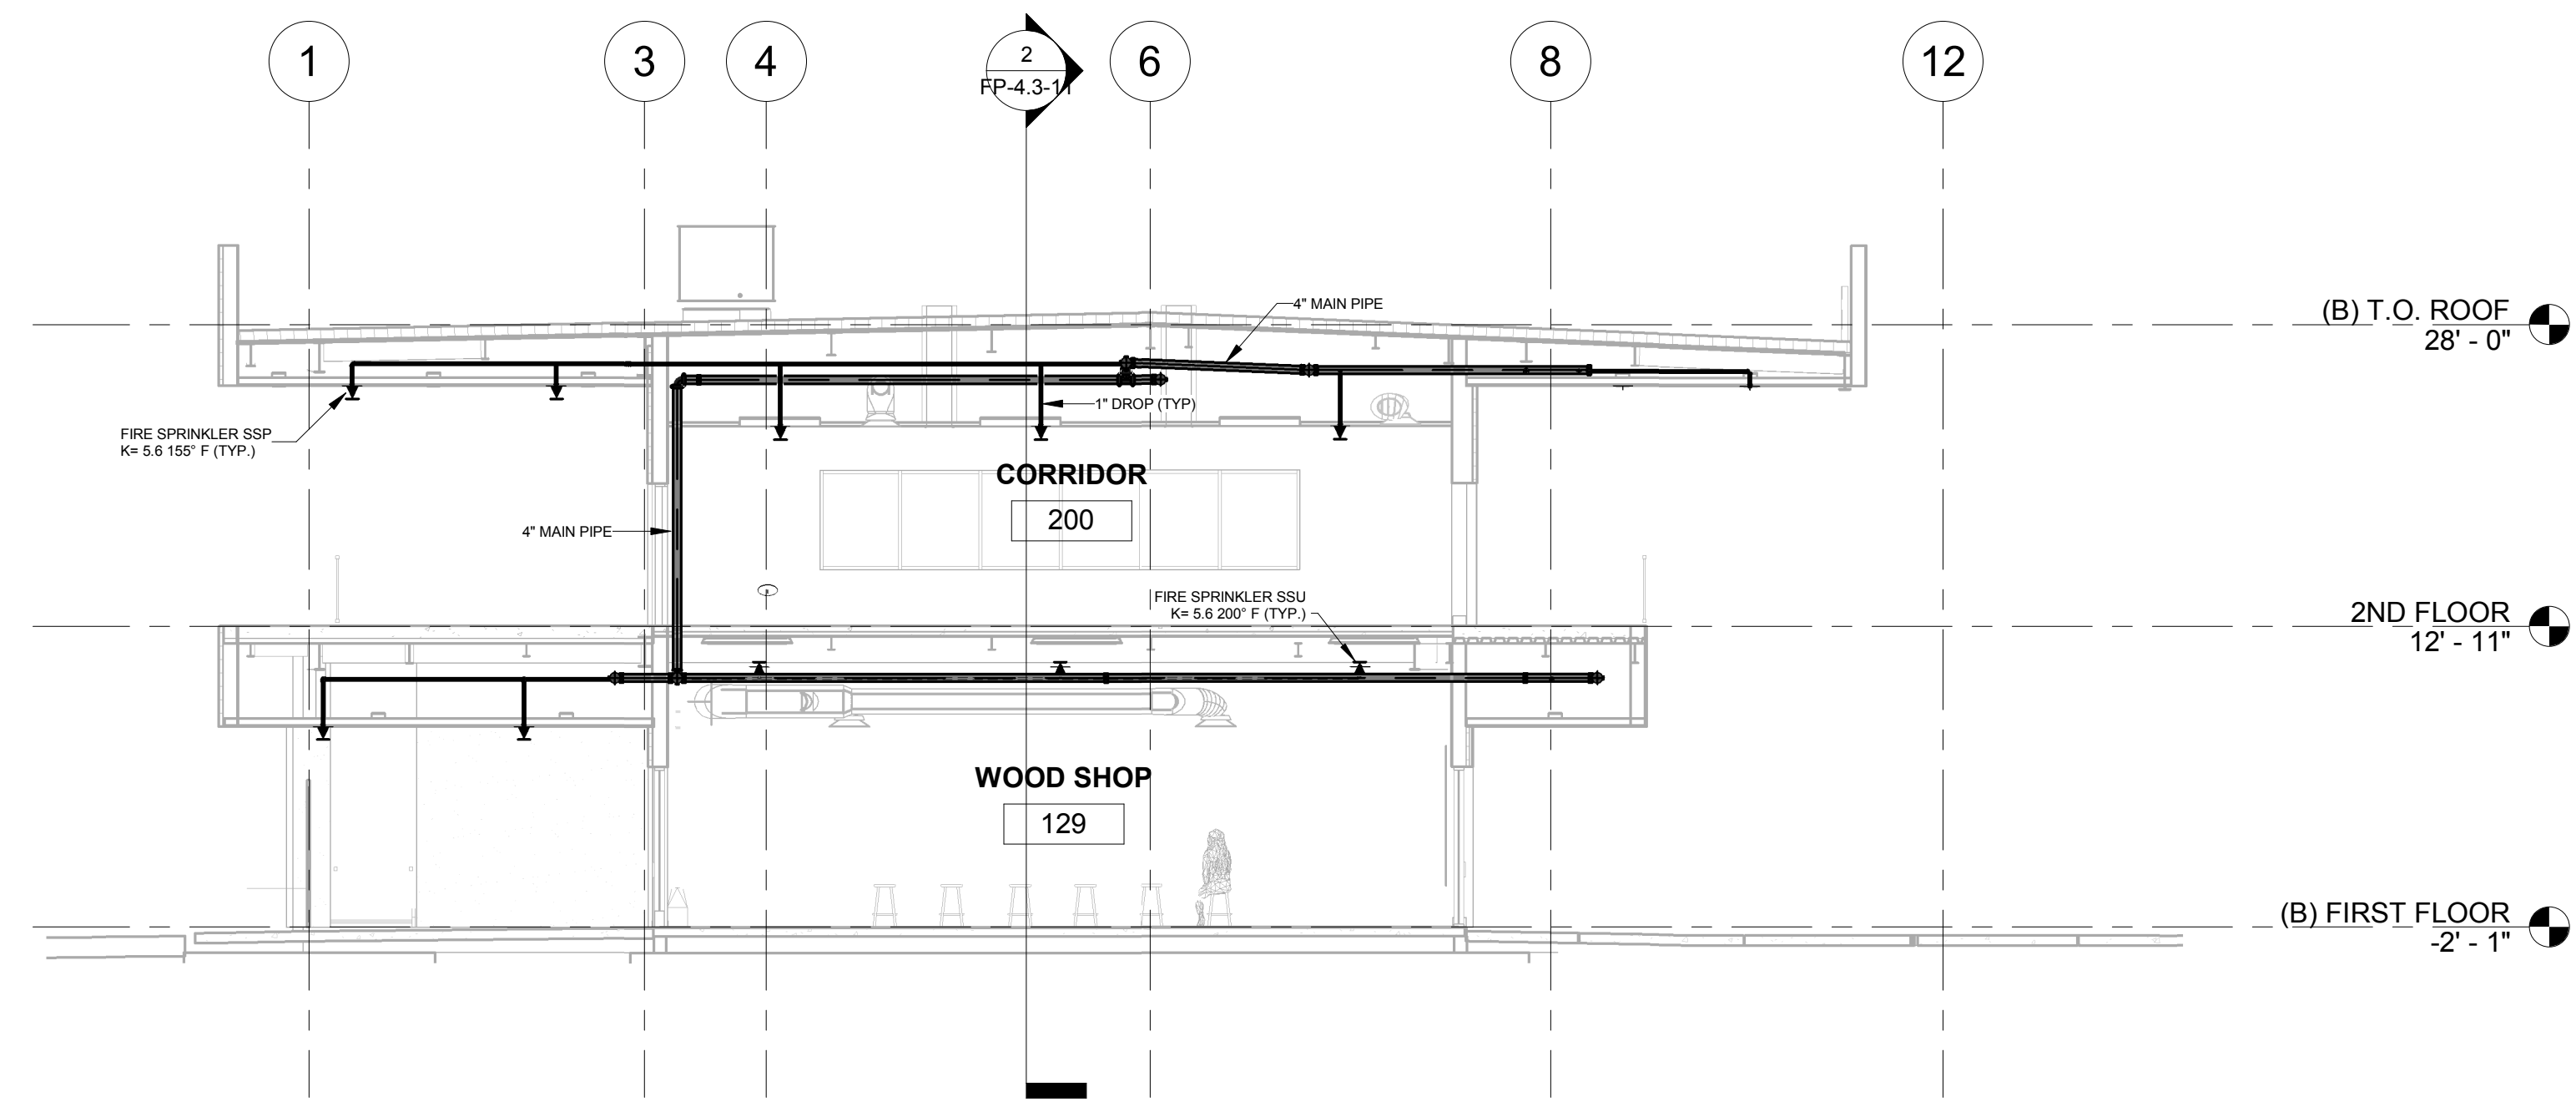 1
3
4
2
FP-4.3-11
6
8
12
(B) T.O. ROOF
28' - 0"
4" MAIN PIPE
1" DROP (TYP)
FIRE SPRINKLER SSP
K= 5.6 155° F (TYP.)
CORRIDOR
200
4" MAIN PIPE
FIRE SPRINKLER SSU
K= 5.6 200° F (TYP.)
2ND FLOOR
12' - 11"
WOOD SHOP
129
(B) FIRST FLOOR
-2' - 1"